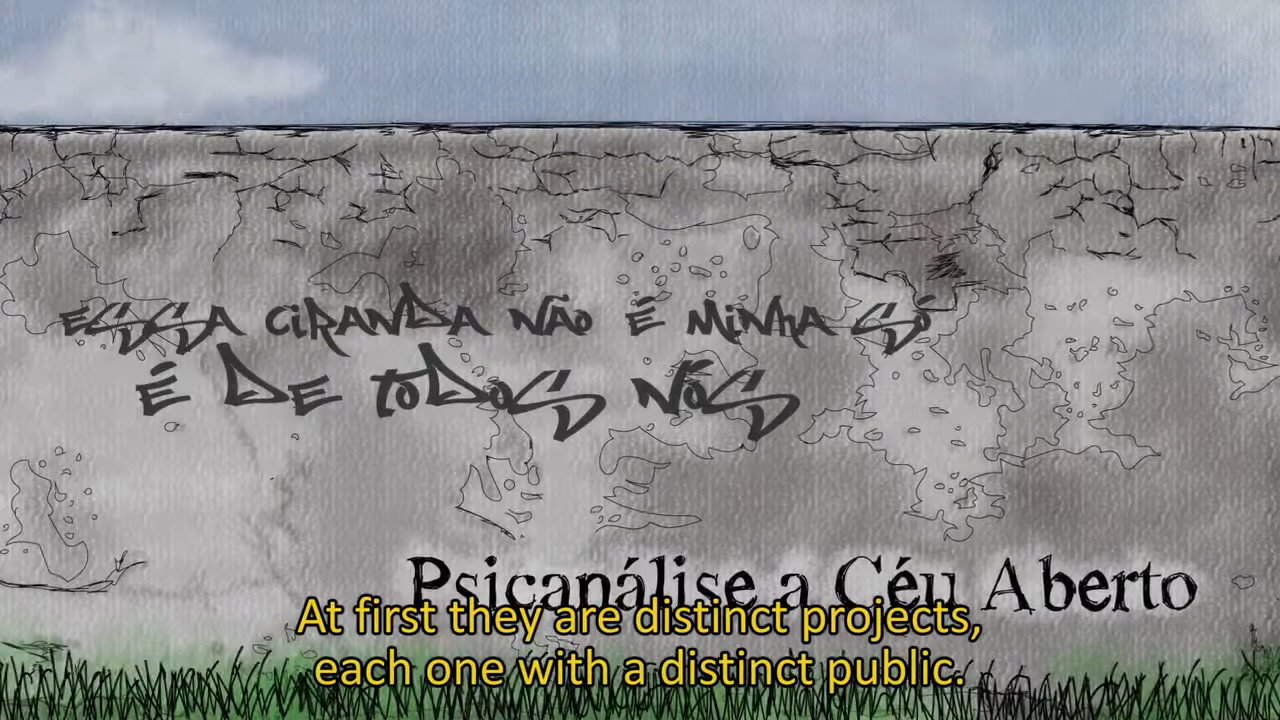 ESSA CIRANDA NÃO É MINHA SÓ
É DE TODOS NÓS
Psicanálise a Céu Aberto
At first they are distinct projects,
each one with a distinct public.